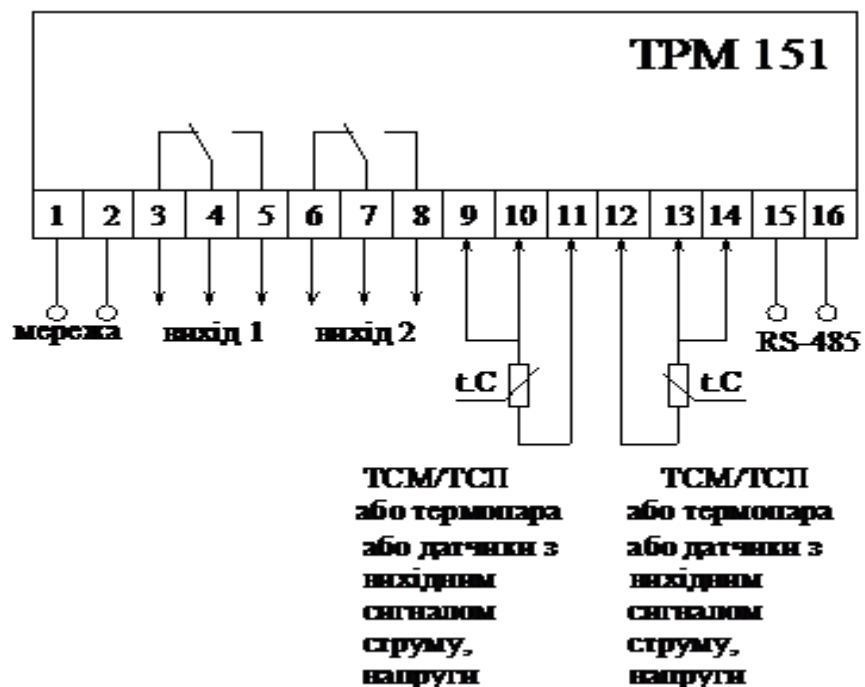 ТРМ 151
1 2 3 4 5 6 7 8 9 10 11 12 13 14 15 16
мережа вихід 1 вихід 2 RS-485
t.C t.C
ТСМ/ТСП
або термопара
або датчики з
вихідним
сигналом
струму,
напруги
ТСМ/ТСП
або термопара
або датчики з
вихідним
сигналом
струму,
напруги